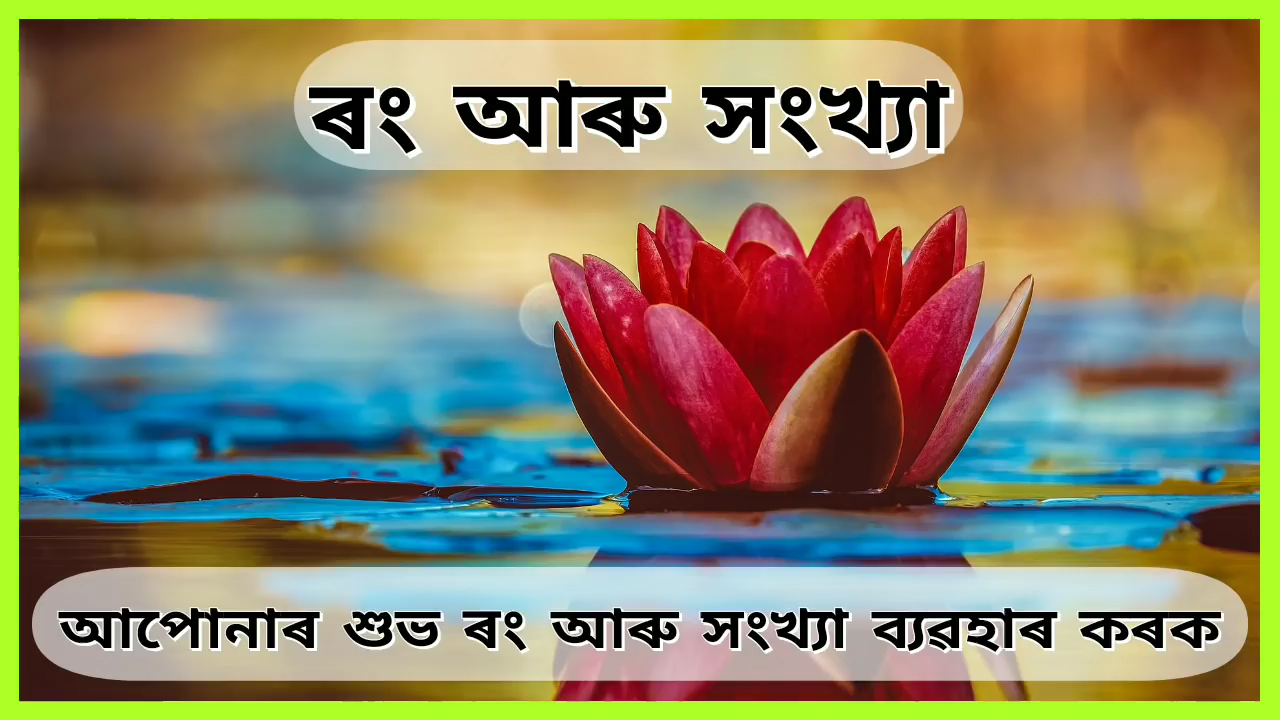 ৰং আৰু সংখ্যা
আপোনাৰ শুভ ৰং আৰু সংখ্যা ব্যৱহাৰ কৰক